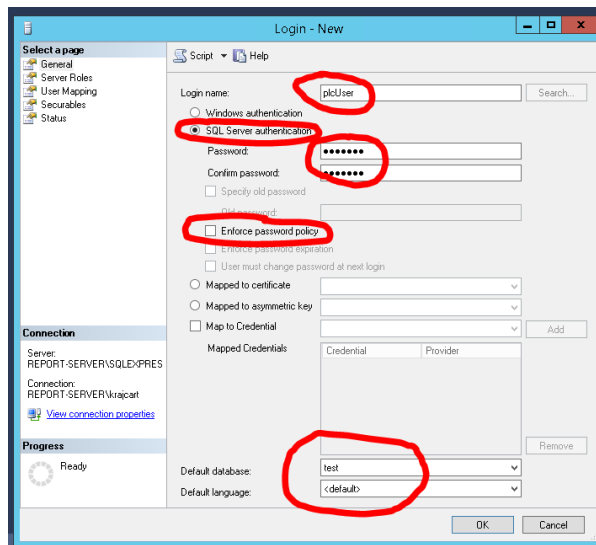 Login - New
Select a page
General
Server Roles
User Mapping
Securables
Status
Script
Help
Login name:
plcUser
Search...
Windows authentication
SQL Server authentication
Password:
●●●●●●●
Confirm password:
●●●●●●●
Specify old password
Old password:
Enforce password policy
Enforce password expiration
User must change password at next login
Mapped to certificate
Mapped to asymmetric key
Map to Credential
Add
Mapped Credentials
Credential Provider
Remove
Default database:
test
Default language:
<default>
Connection
Server:
REPORT-SERVER\SQLEXPRES
Connection:
REPORT-SERVER\krajcart
View connection properties
Progress
Ready
OK
Cancel